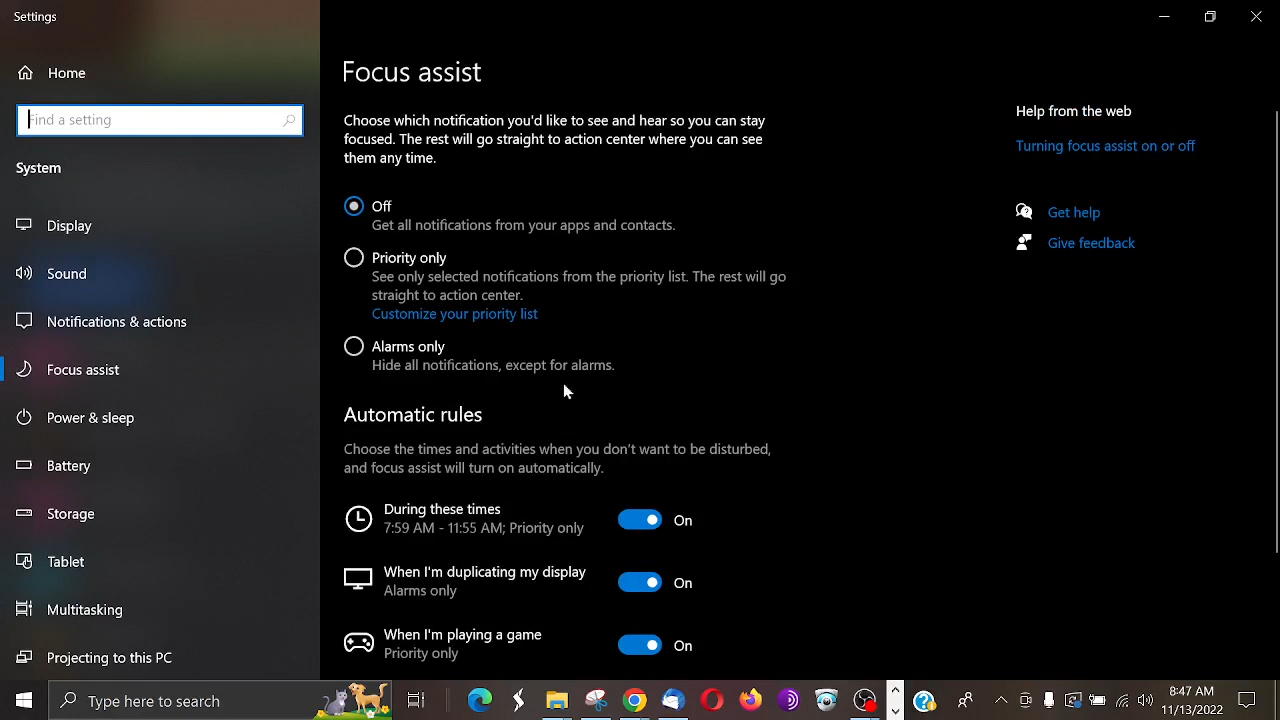 Settings
Home
Find a setting
System
Display
Sound
Notifications & actions
Focus assist
Power & sleep
Battery
Storage
Tablet
Multitasking
Projecting to this PC
Focus assist
Choose which notification you'd like to see and hear so you can stay
focused. The rest will go straight to action center where you can see
them any time.
Off
Get all notifications from your apps and contacts.
Priority only
See only selected notifications from the priority list. The rest will go
straight to action center.
Customize your priority list
Alarms only
Hide all notifications, except for alarms.
Automatic rules
Choose the times and activities when you don't want to be disturbed,
and focus assist will turn on automatically.
During these times
7:59 AM - 11:55 AM; Priority only
On
When I'm duplicating my display
Alarms only
On
When I'm playing a game
Priority only
On
Help from the web
Turning focus assist on or off
Get help
Give feedback
Type here to search
8:47 AM
11/13/2022